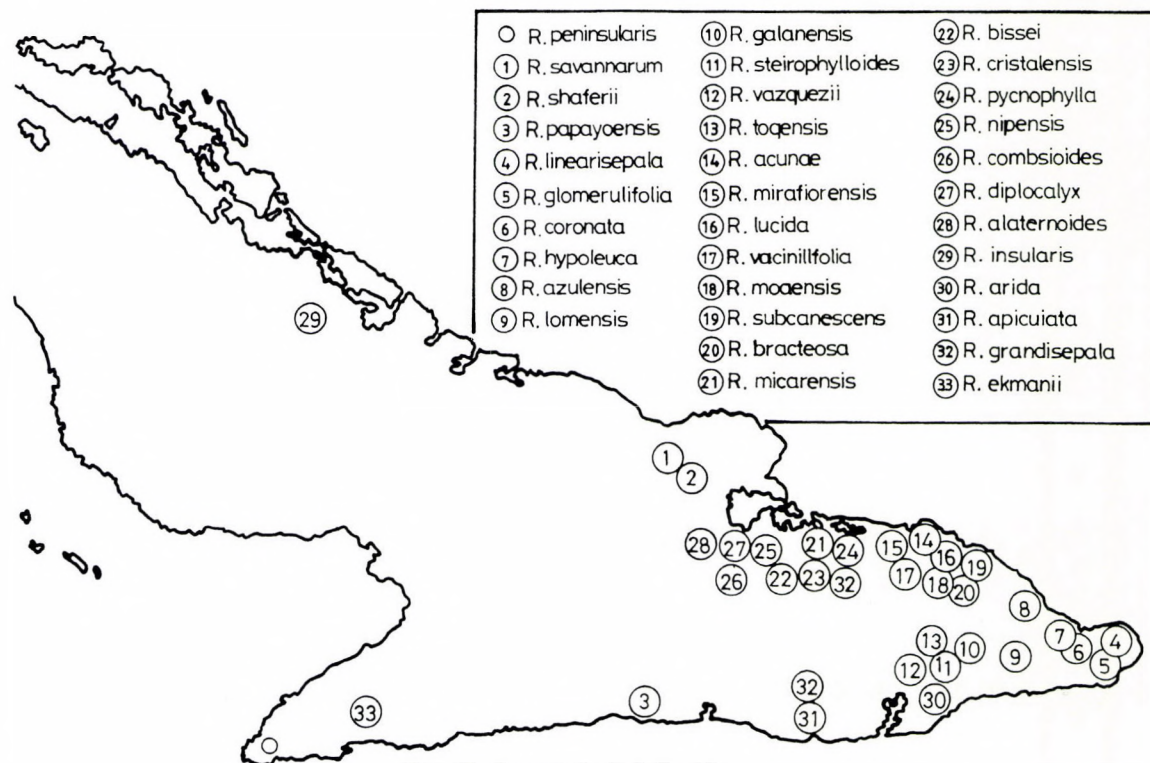 R. peninsularis
1 R. savannarum
2 R. shaferii
3 R. papayoensis
4 R. linearisepala
5 R. glomerulifolia
6 R. coronata
7 R. hypoleuca
8 R. azulensis
9 R. lomensis
10 R. galanensis
11 R. steirophylloides
12 R. vazquezii
13 R. toqensis
14 R. acunae
15 R. mirafiorensis
16 R. lucida
17 R. vacinillfolia
18 R. moaensis
19 R. subcanescens
20 R. bracteosa
21 R. micarensis
22 R. bissei
23 R. cristalensis
24 R. pycnophylla
25 R. nipensis
26 R. combsioides
27 R. diplocalyx
28 R. alaternoides
29 R. insularis
30 R. arida
31 R. apicuiata
32 R. grandisepala
33 R. ekmanii
29
1
2
28 27 25 21 24 15 14
16 19
26 22 23 32 17 18 20
8
13 10 7 6 4
12 11 9 5
33 3 32 30
31